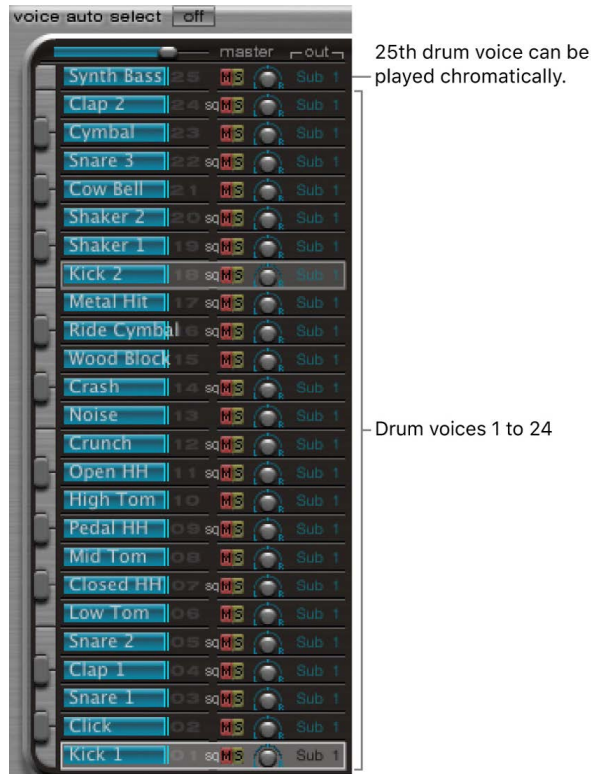 voice auto select off
master out
25th drum voice can be
played chromatically.
Synth Bass 25 M S L R Sub 1
Clap 2 24 sq M S L R Sub 1
Cymbal 23 M S L R Sub 1
Snare 3 22 sq M S L R Sub 1
Cow Bell 21 M S L R Sub 1
Shaker 2 20 sq M S L R Sub 1
Shaker 1 19 sq M S L R Sub 1
Kick 2 18 sq M S L R Sub 1
Metal Hit 17 sq M S L R Sub 1
Ride Cymbal 16 sq M S L R Sub 1
Wood Block 15 M S L R Sub 1
Crash 14 sq M S L R Sub 1
Noise 13 M S L R Sub 1
Drum voices 1 to 24
Crunch 12 sq M S L R Sub 1
Open HH 11 sq M S L R Sub 1
High Tom 10 M S L R Sub 1
Pedal HH 09 sq M S L R Sub 1
Mid Tom 08 M S L R Sub 1
Closed HH 07 sq M S L R Sub 1
Low Tom 06 M S L R Sub 1
Snare 2 05 sq M S L R Sub 1
Clap 1 04 sq M S L R Sub 1
Snare 1 03 sq M S L R Sub 1
Click 02 M S L R Sub 1
Kick 1 01 sq M S L R Sub 1